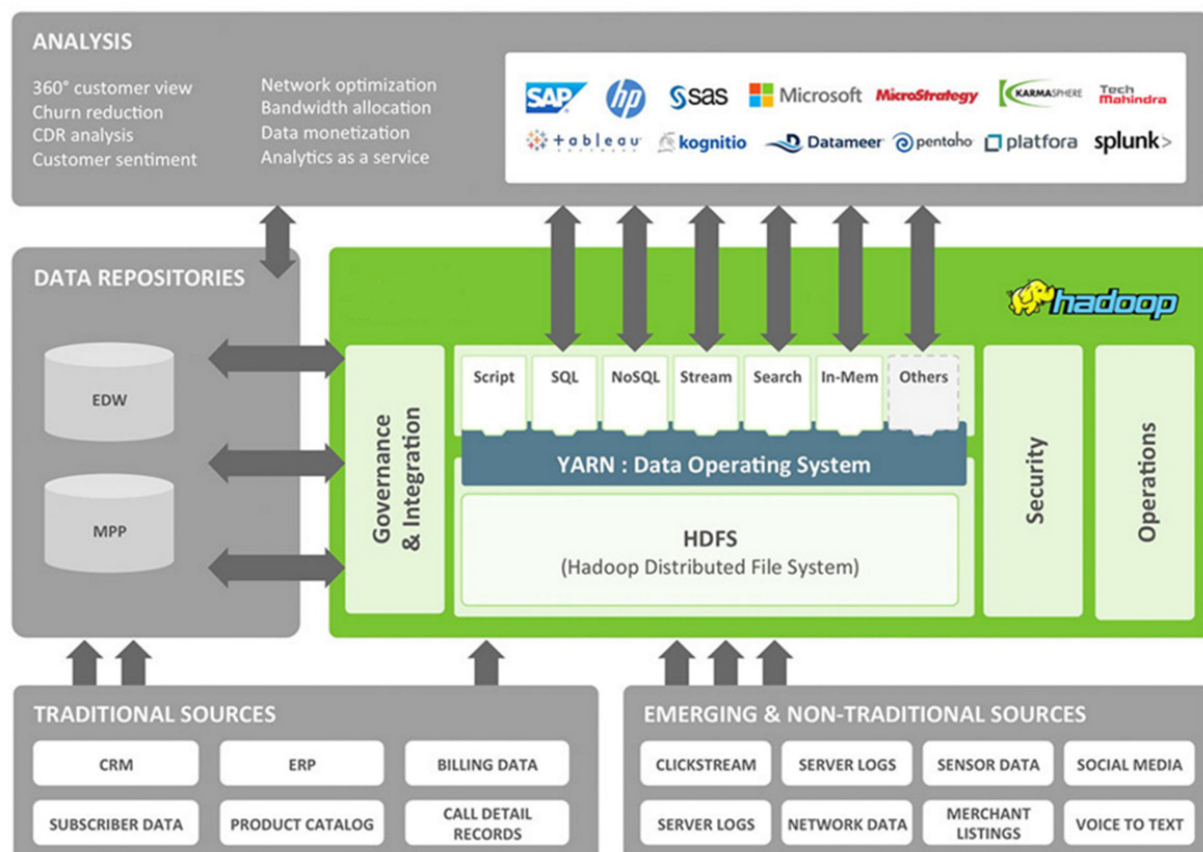 ANALYSIS
360° customer view
Churn reduction
CDR analysis
Customer sentiment
Network optimization
Bandwidth allocation
Data monetization
Analytics as a service
SAP
hp
sas
Microsoft
MicroStrategy
KARMASPHERE
Tech
Mahindra
+ableau
SOFTWARE
kognitio
Datameer
pentaho
platfora
splunk>
DATA REPOSITORIES
EDW
MPP
hadoop
Governance
& Integration
Script
SQL
NoSQL
Stream
Search
In-Mem
Others
YARN : Data Operating System
HDFS
(Hadoop Distributed File System)
Security
Operations
TRADITIONAL SOURCES
CRM
ERP
BILLING DATA
SUBSCRIBER DATA
PRODUCT CATALOG
CALL DETAIL
RECORDS
EMERGING & NON-TRADITIONAL SOURCES
CLICKSTREAM
SERVER LOGS
SENSOR DATA
SOCIAL MEDIA
SERVER LOGS
NETWORK DATA
MERCHANT
LISTINGS
VOICE TO TEXT